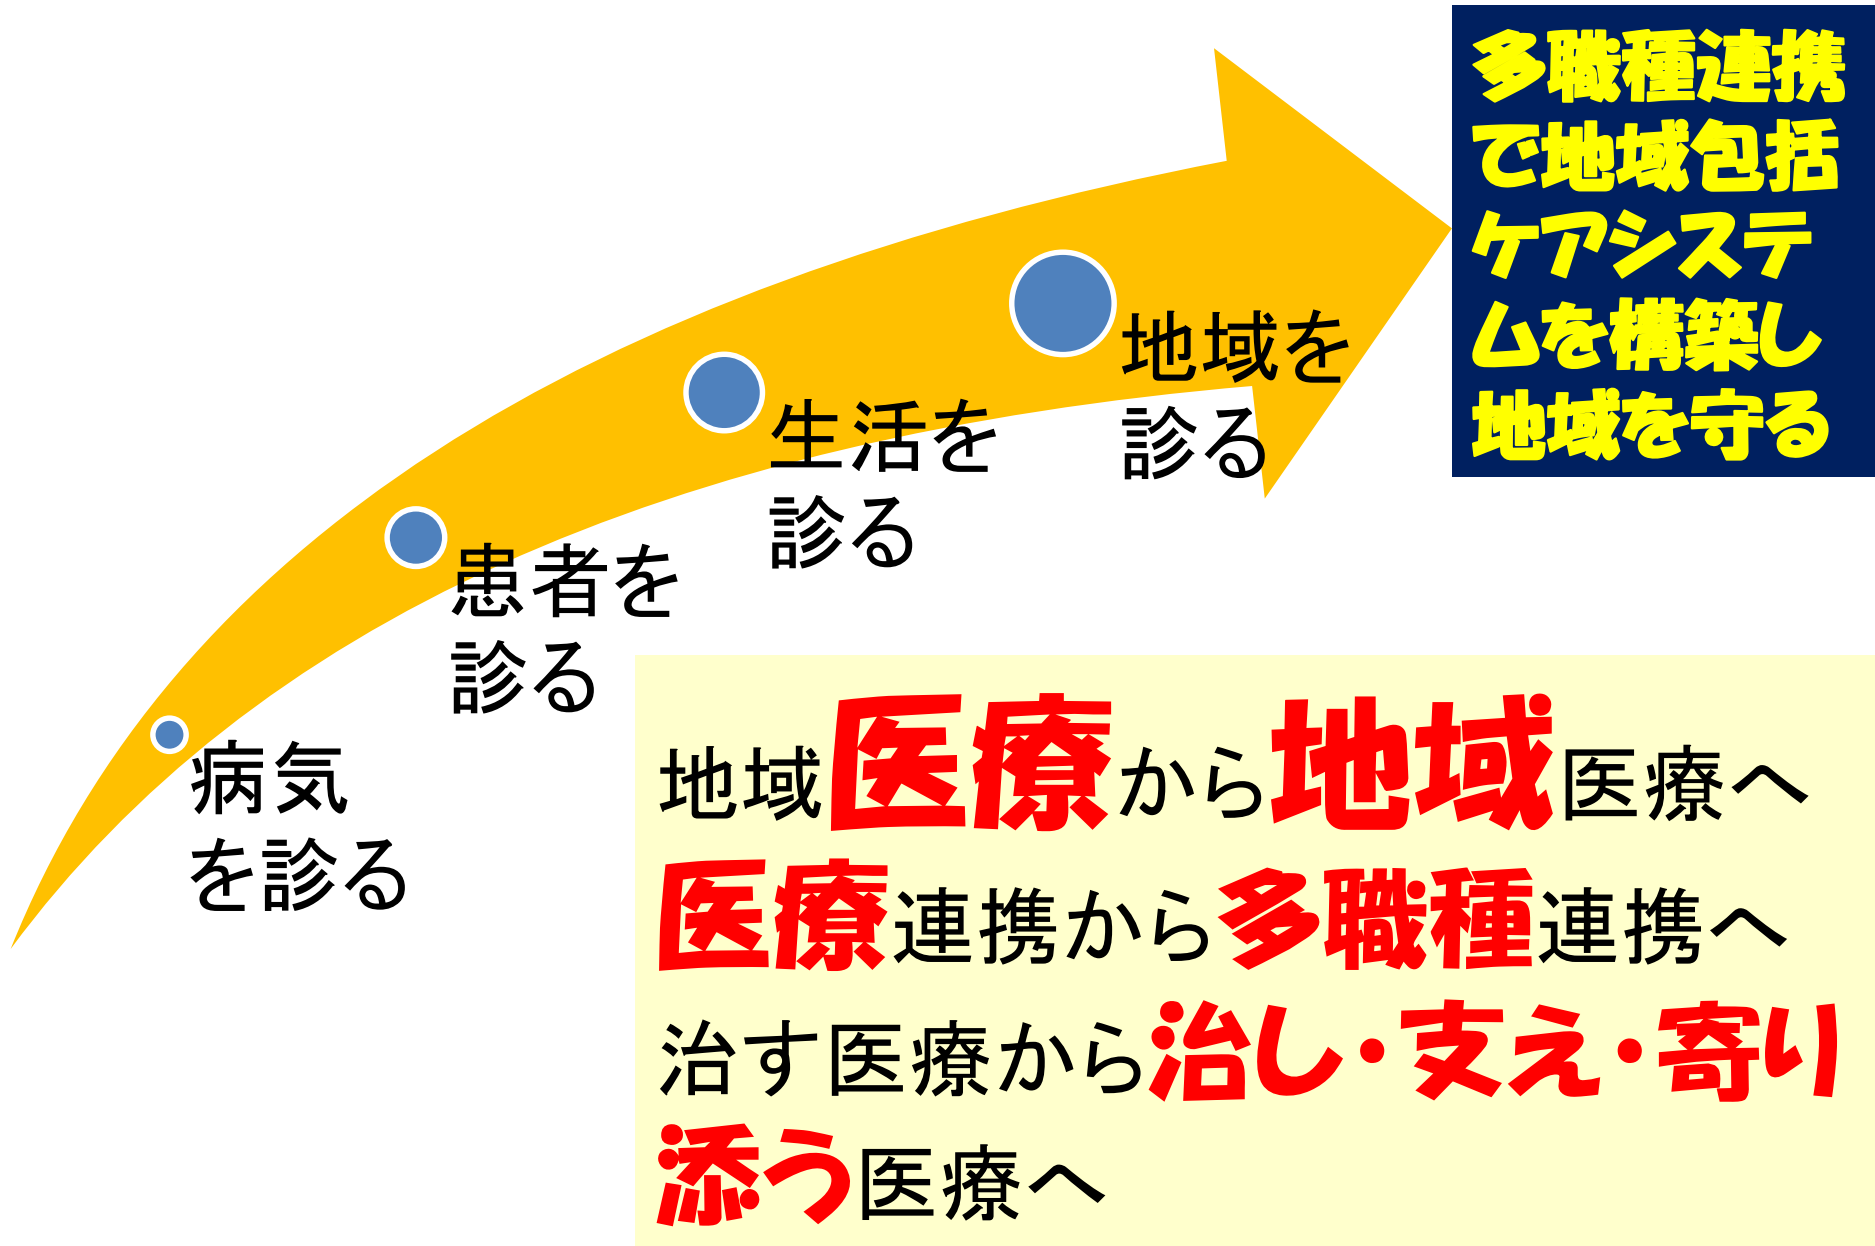 多職種連携
で地域包括
ケアシステ
ムを構築し
地域を守る
地域を
診る
生活を
診る
患者を
診る
病気
を診る
地域医療から地域医療へ
医療連携から多職種連携へ
治す医療から治し・支え・寄り
添う医療へ